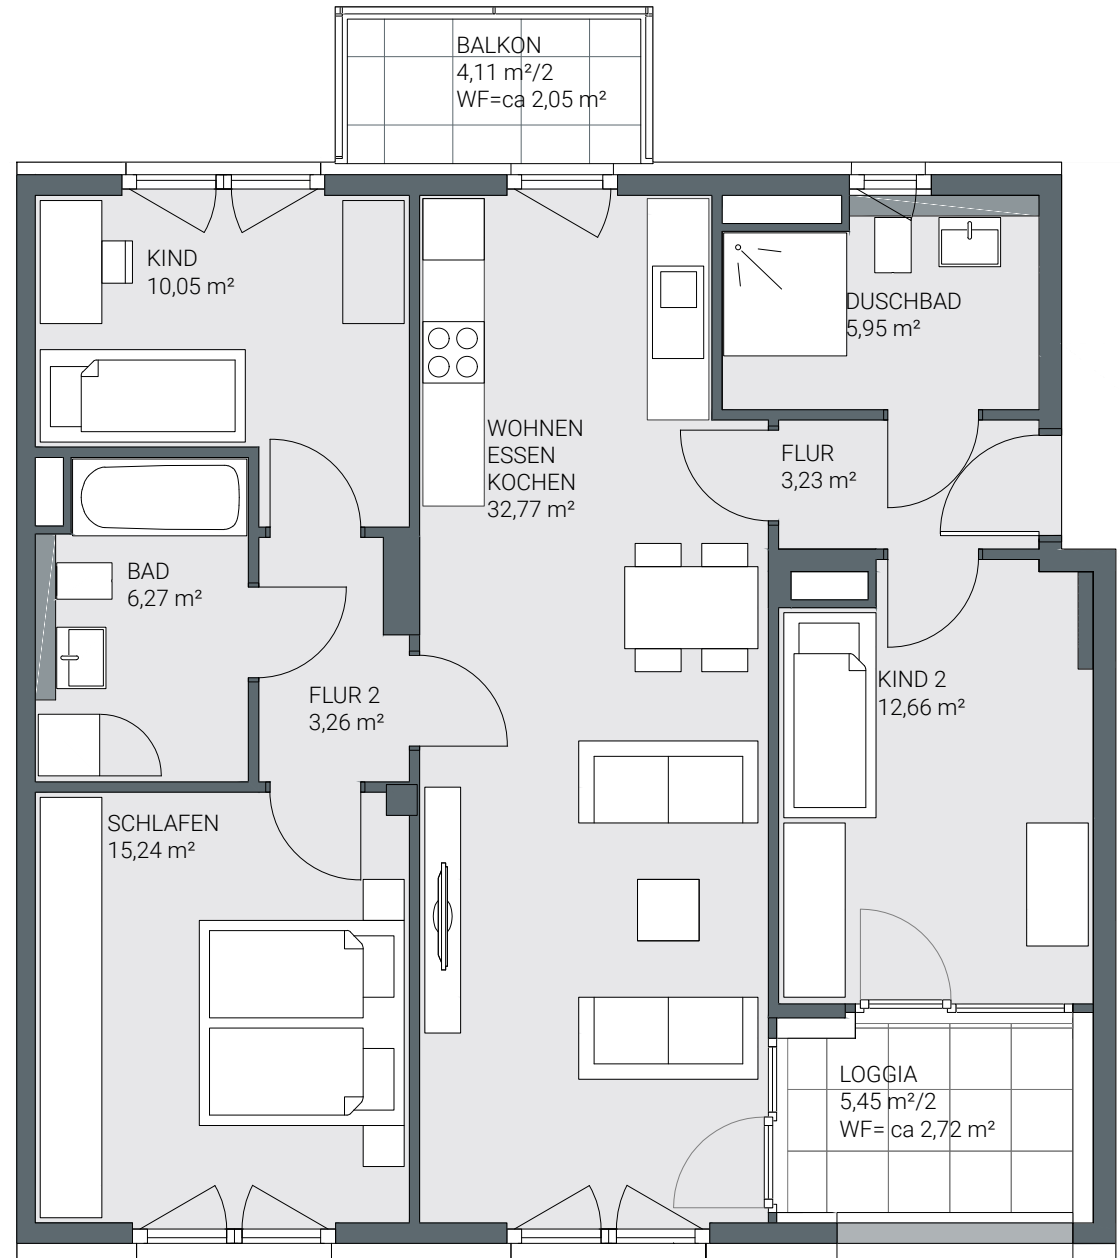 BALKON
4,11 m²/2
WF=ca 2,05 m²
KIND
10,05 m²
DUSCHBAD
5,95 m²
WOHNEN
ESSEN
KOCHEN
32,77 m²
FLUR
3,23 m²
BAD
6,27 m²
FLUR 2
3,26 m²
KIND 2
12,66 m²
SCHLAFEN
15,24 m²
LOGGIA
5,45 m²/2
WF= ca 2,72 m²